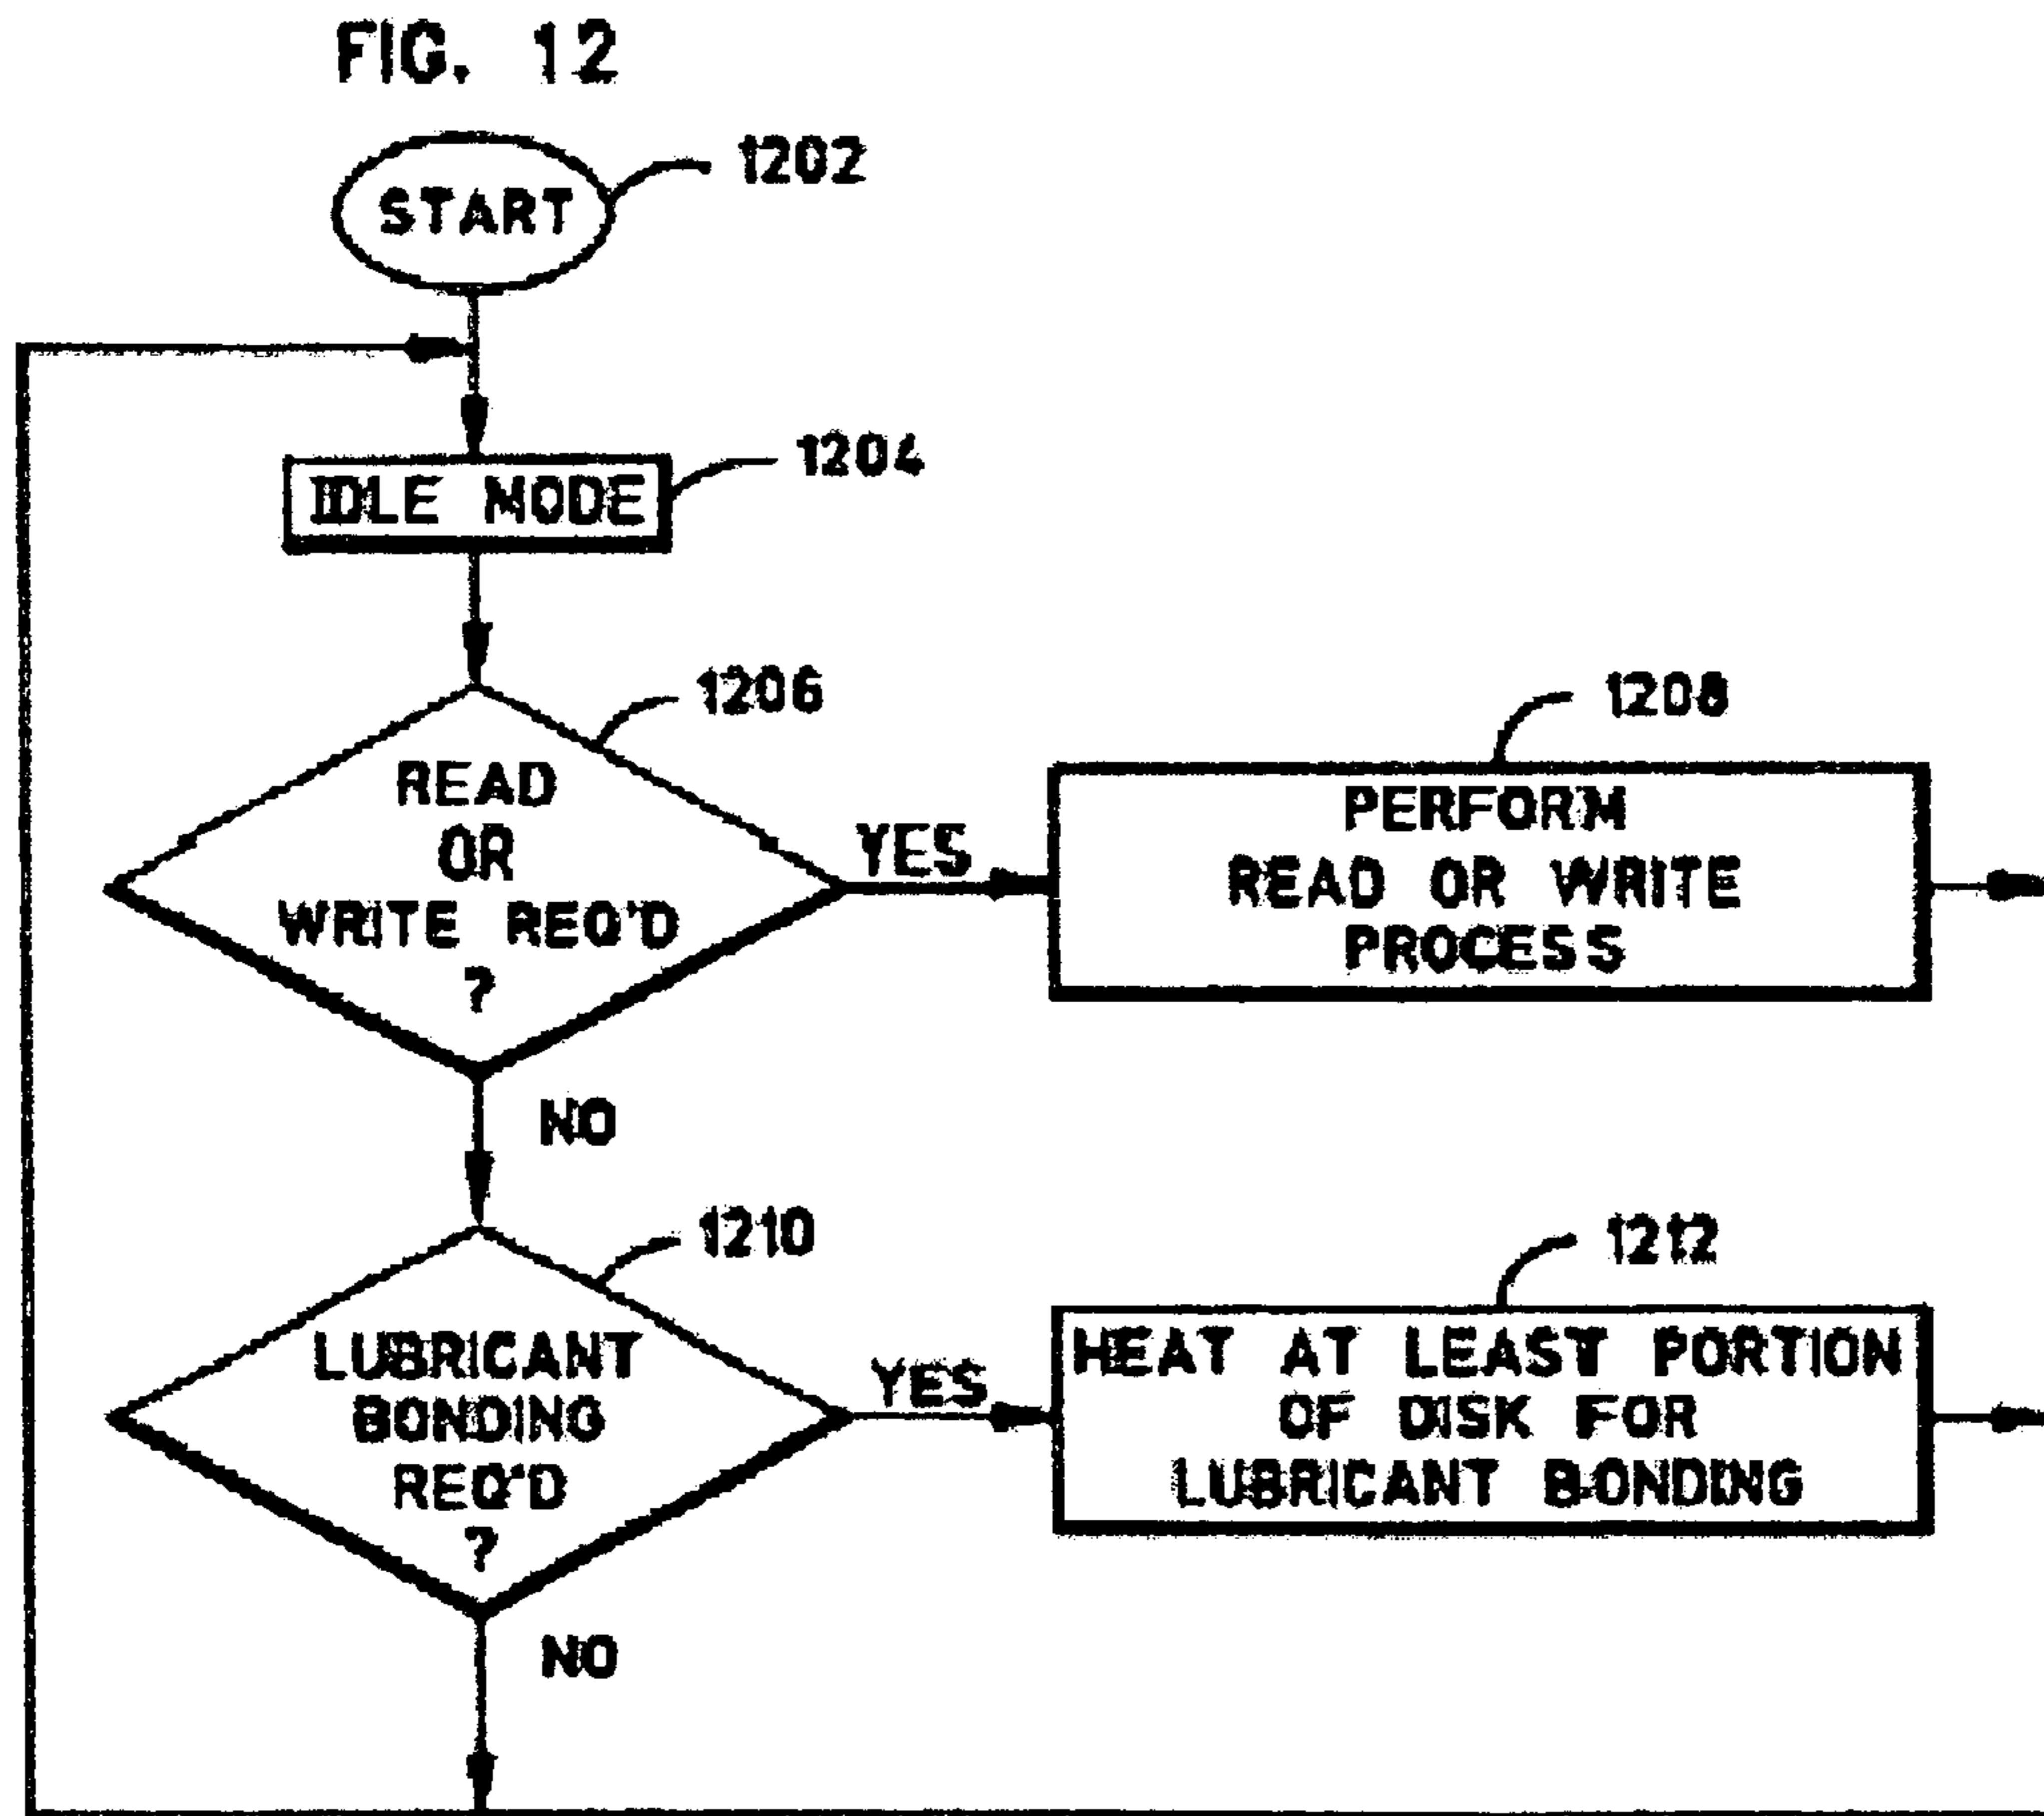 FIG. 12
START
1202
IDLE MODE
1204
1206
READ
OR
WRITE REQ'D
?
YES
1208
PERFORM
READ OR WRITE
PROCESS
NO
1210
LUBRICANT
BONDING
REQ'D
?
YES
1212
HEAT AT LEAST PORTION
OF DISK FOR
LUBRICANT BONDING
NO